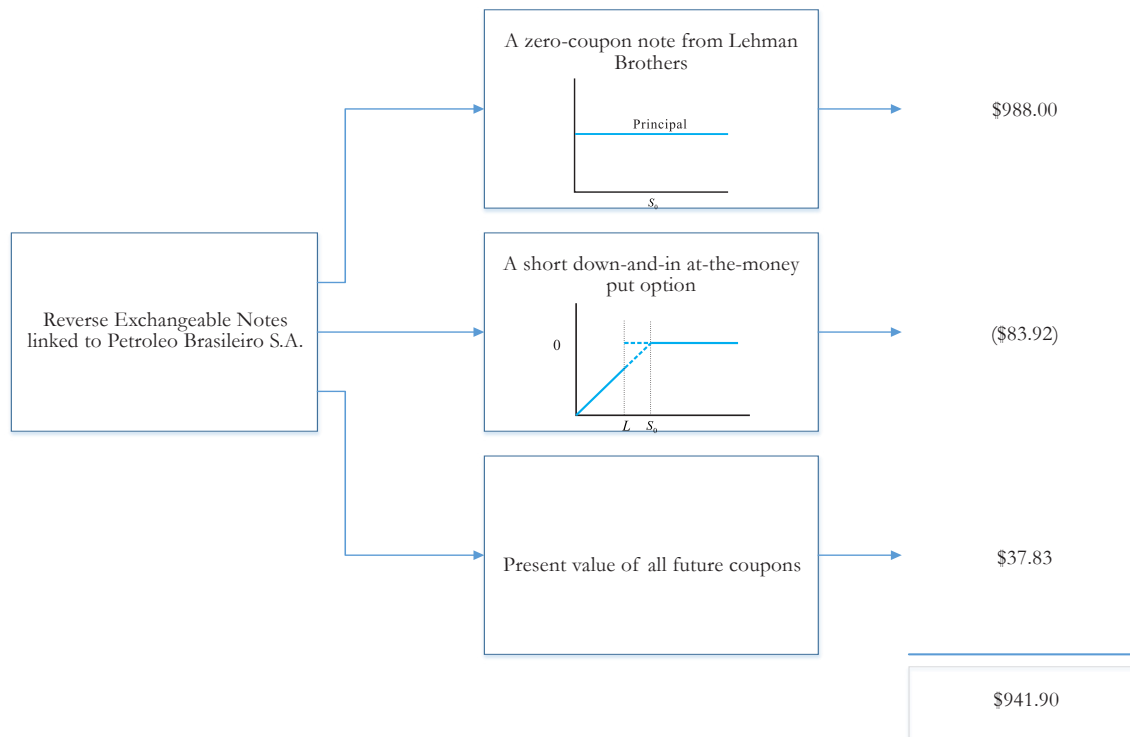 A zero-coupon note from Lehman
Brothers
Principal
S₀
$988.00
Reverse Exchangeable Notes
linked to Petroleo Brasileiro S.A.
A short down-and-in at-the-money
put option
0
L S₀
($83.92)
Present value of all future coupons
$37.83
$941.90